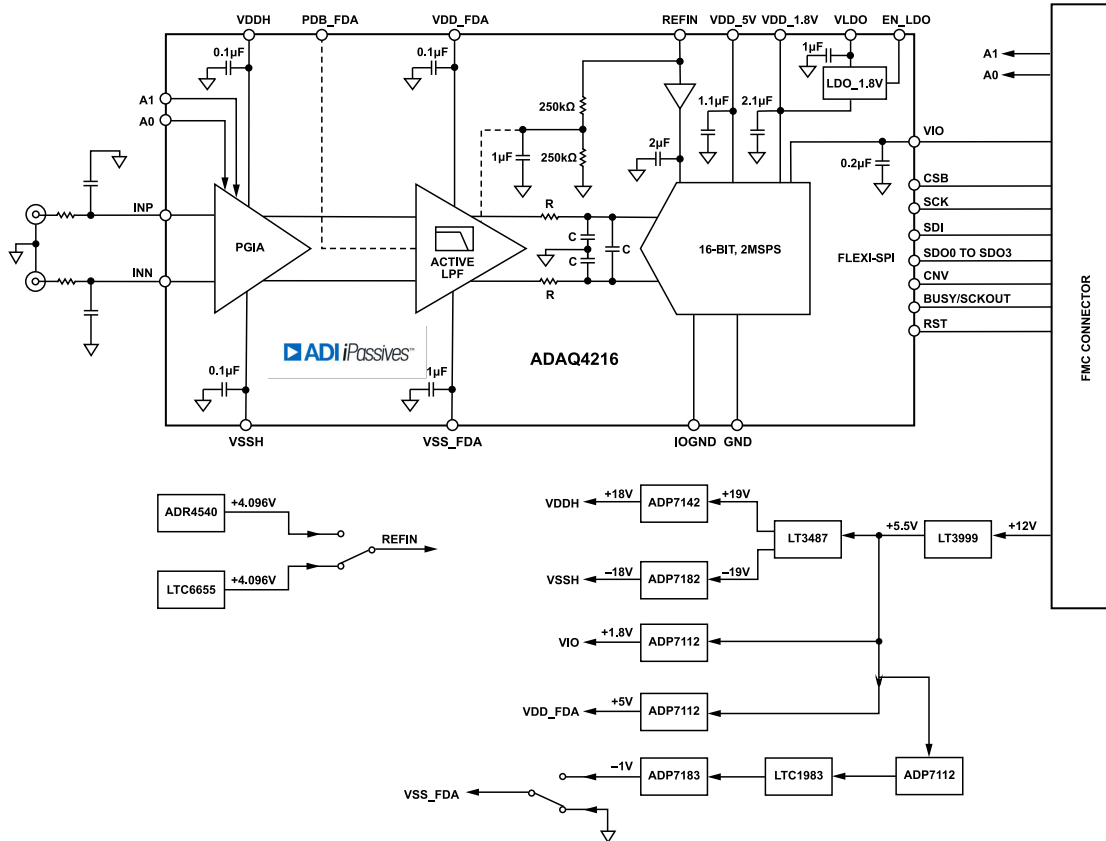 VDDH PDB_FDA VDD_FDA REFIN VDD_5V VDD_1.8V VLDO EN_LDO
0.1µF 0.1µF 1µF
A1
A0
LDO_1.8V
A1
A0
250kΩ 1.1µF 2.1µF
VIO
1µF 250kΩ 2µF 0.2µF
CSB
SCK
INP
R
PGIA ACTIVE LPF C C C 16-BIT, 2MSPS FLEXI-SPI
SDI
SDO0 TO SDO3
INN
R
CNV
BUSY/SCKOUT
RST
FMC CONNECTOR
ADI iPassives™
ADAQ4216
0.1µF 1µF
VSSH VSS_FDA IOGND GND
ADR4540 +4.096V
REFIN
LTC6655 +4.096V
VDDH +18V ADP7142 +19V
LT3487 +5.5V LT3999 +12V
VSSH –18V ADP7182 –19V
VIO +1.8V ADP7112
VDD_FDA +5V ADP7112
VSS_FDA –1V ADP7183 LTC1983 ADP7112